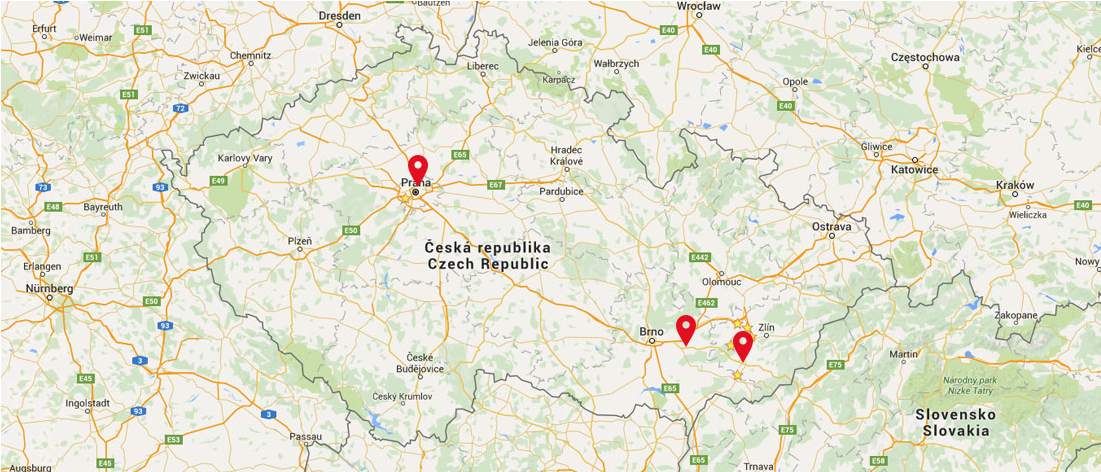 Bautzen
Wrocław
Dresden
Erfurt
Weimar
E51
E40
Jelenia Góra
E40
Kielce
Chemnitz
Liberec
Wałbrzych
Częstochowa
Zwickau
Karpacz
Opole
E51
72
E40
Karlovy Vary
E65
Hradec
Králové
Gliwice
Katowice
E49
Praha
E67
Pardubice
Kraków
73
93
E48
Bayreuth
E40
Wieliczka
Bamberg
E50
Ostrava
Plzeň
Česká republika
Czech Republic
E51
E442
Erlangen
Nürnberg
Olomouc
Nowy
E50
E462
93
Brno
Zlín
Zakopane
3
České
Budějovice
Martin
E75
E45
Národný park
Nízke Tatry
E65
Český Krumlov
Ingolstadt
93
3
Slovensko
Slovakia
E53
Passau
E75
E45
E65
E58
Augsburg
Trnava